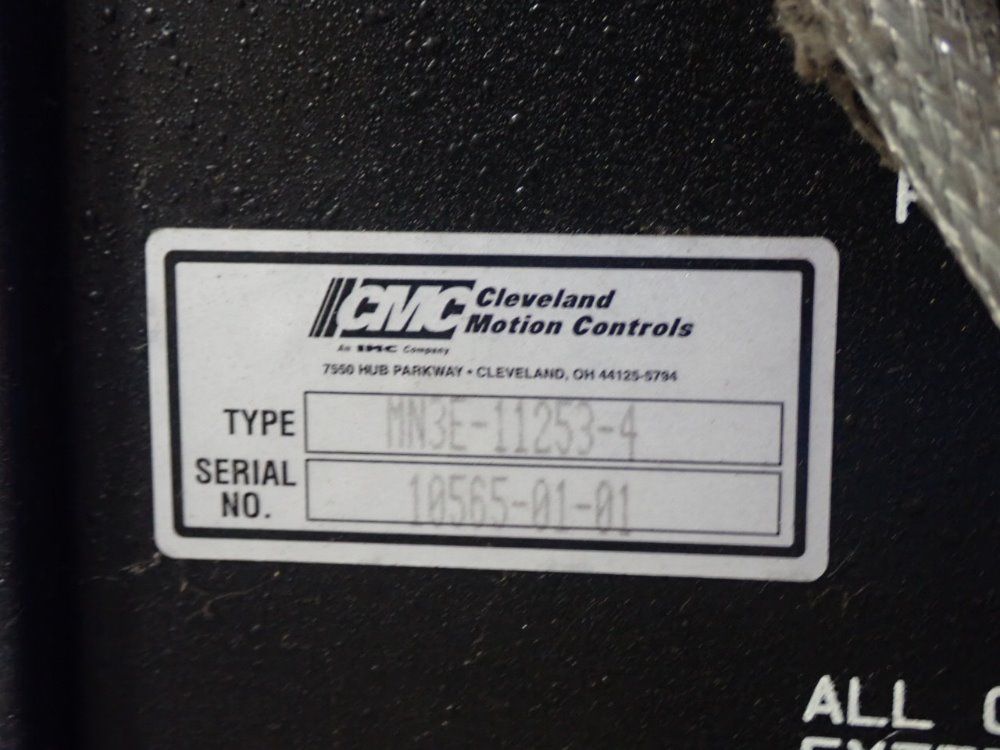 CMC Cleveland
Motion Controls
An IMC Company
7550 HUB PARKWAY • CLEVELAND, OH 44125-5794
TYPE MN3E-11253-4
SERIAL
NO. 10565-01-01
ALL